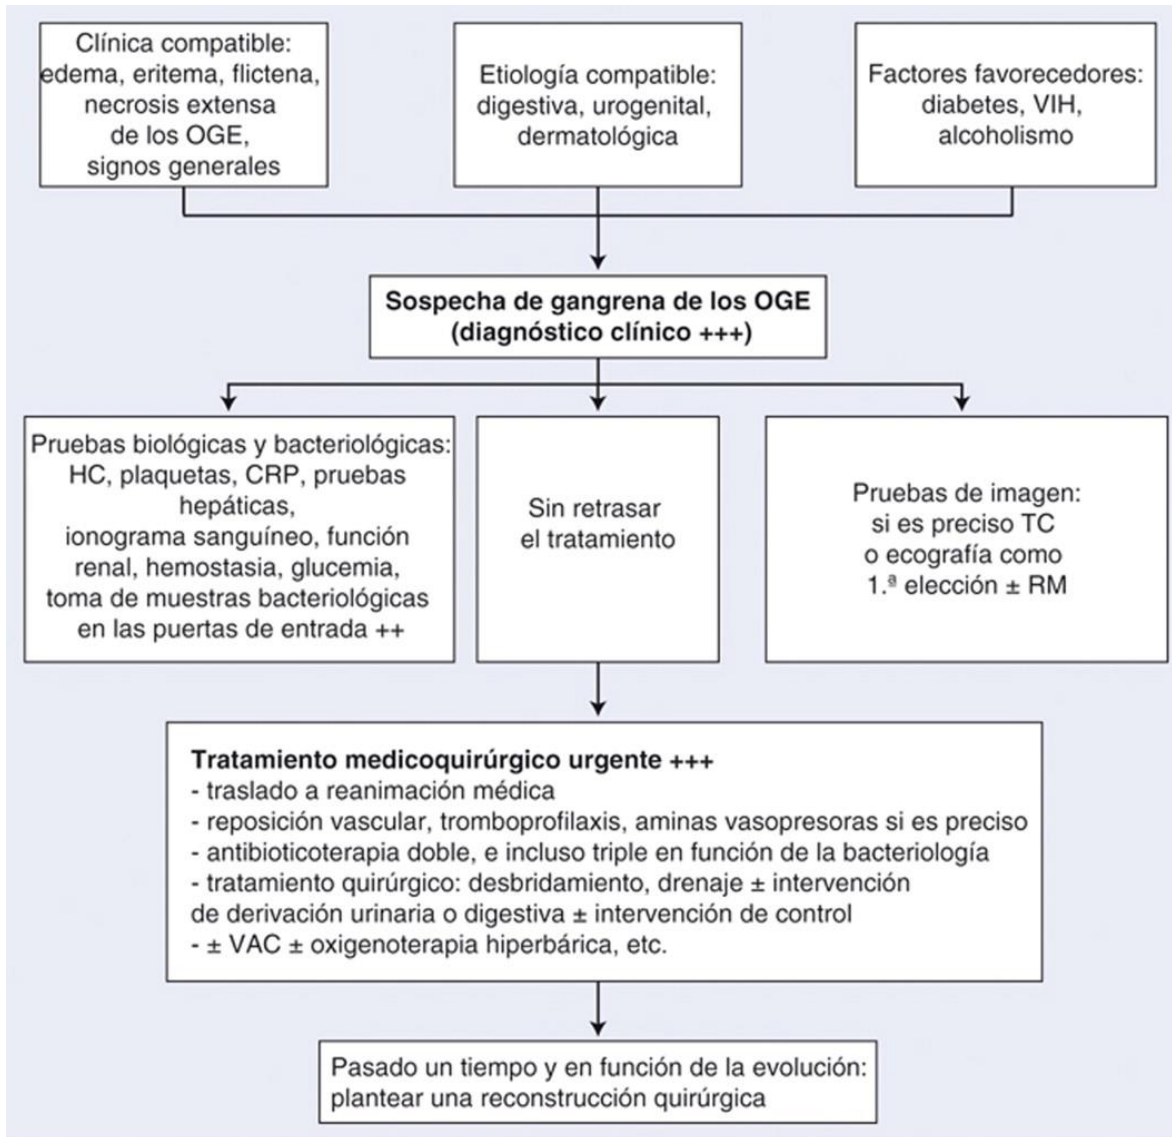 Clínica compatible:
edema, eritema, flictena,
necrosis extensa
de los OGE,
signos generales
Etiología compatible:
digestiva, urogenital,
dermatológica
Factores favorecedores:
diabetes, VIH,
alcoholismo
Sospecha de gangrena de los OGE
(diagnóstico clínico +++)
Pruebas biológicas y bacteriológicas:
HC, plaquetas, CRP, pruebas
hepáticas,
ionograma sanguíneo, función
renal, hemostasia, glucemia,
toma de muestras bacteriológicas
en las puertas de entrada ++
Sin retrasar
el tratamiento
Pruebas de imagen:
si es preciso TC
o ecografía como
1.ª elección ± RM
Tratamiento medicoquirúrgico urgente +++
- traslado a reanimación médica
- reposición vascular, tromboprofilaxis, aminas vasopresoras si es preciso
- antibioticoterapia doble, e incluso triple en función de la bacteriología
- tratamiento quirúrgico: desbridamiento, drenaje ± intervención
de derivación urinaria o digestiva ± intervención de control
- ± VAC ± oxigenoterapia hiperbárica, etc.
Pasado un tiempo y en función de la evolución:
plantear una reconstrucción quirúrgica